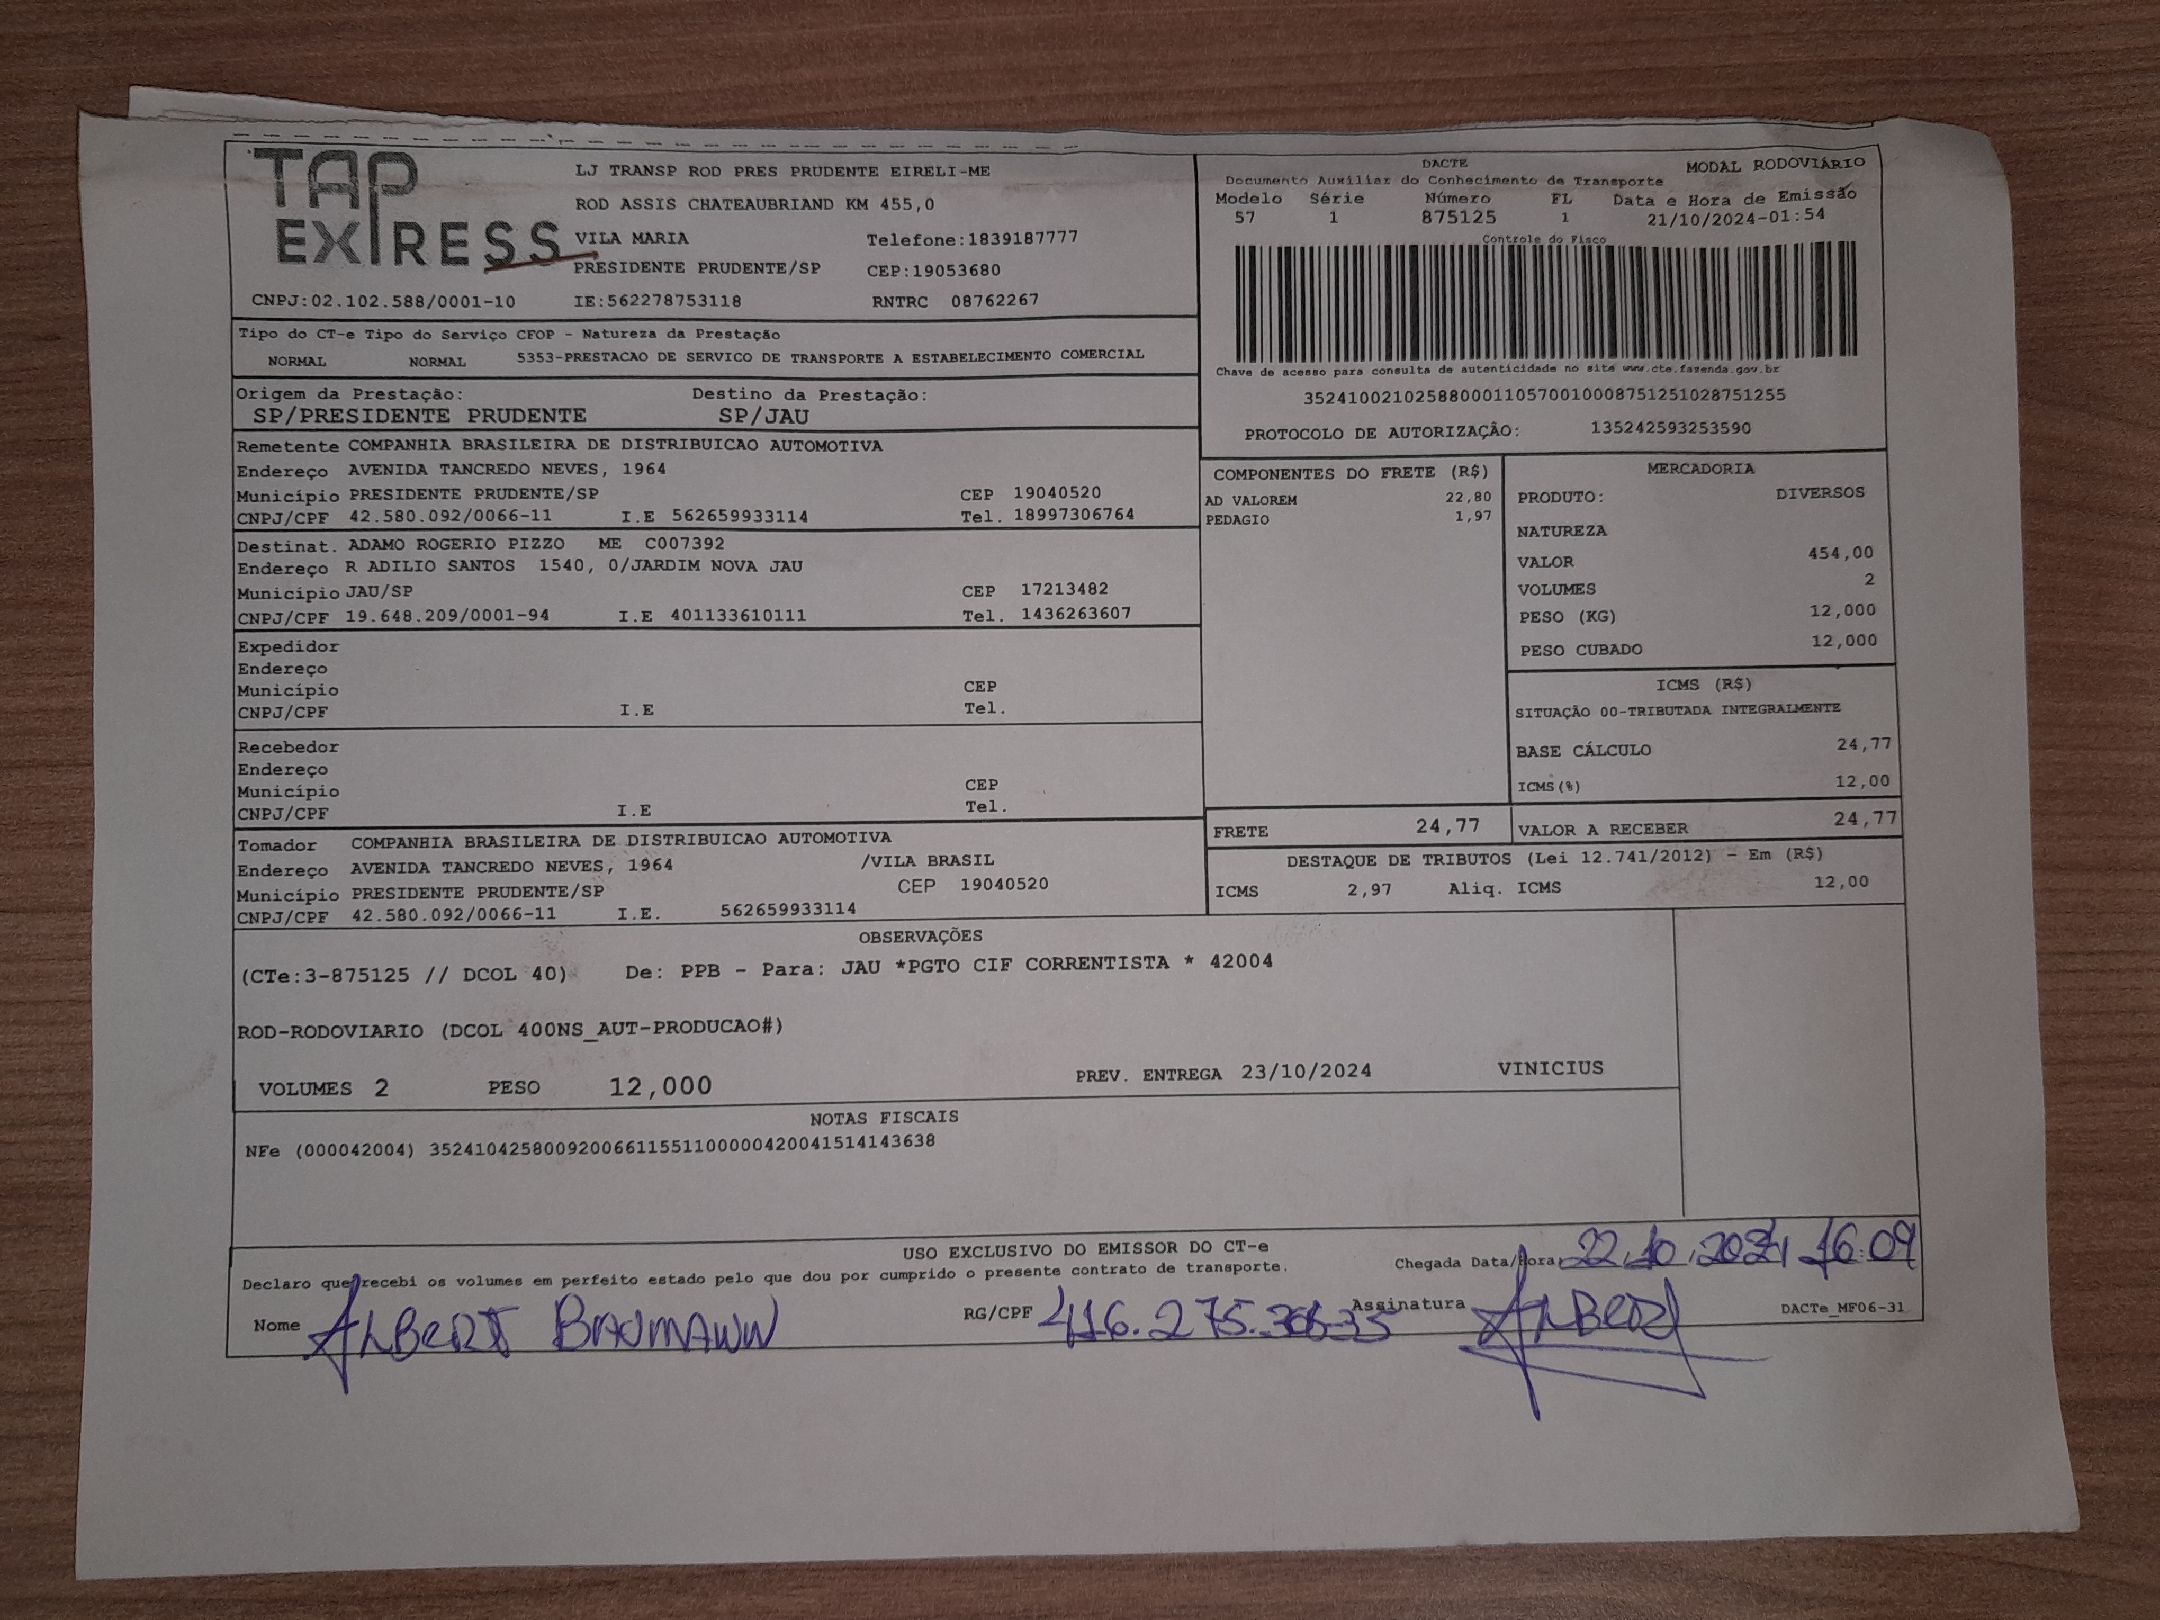 TAP
EXPRESS
LJ TRANSP ROD PRES PRUDENTE EIRELI-ME
ROD ASSIS CHATEAUBRIAND KM 455,0
VILA MARIA Telefone:1839187777
PRESIDENTE PRUDENTE/SP CEP:19053680
CNPJ:02.102.588/0001-10 IE:562278753118 RNTRC 08762267
DACTE MODAL RODOVIÁRIO
Documento Auxiliar do Conhecimento de Transporte
Modelo Série Número FL Data e Hora de Emissão
57 1 875125 1 21/10/2024-01:54
Controle do Fisco
Chave de acesso para consulta de autenticidade no site www.cte.fazenda.gov.br
35241002102588000110570010008751251028751255
PROTOCOLO DE AUTORIZAÇÃO: 135242593253590
Tipo do CT-e Tipo do Serviço CFOP - Natureza da Prestação
NORMAL NORMAL 5353-PRESTACAO DE SERVICO DE TRANSPORTE A ESTABELECIMENTO COMERCIAL
Origem da Prestação: Destino da Prestação:
SP/PRESIDENTE PRUDENTE SP/JAU
Remetente COMPANHIA BRASILEIRA DE DISTRIBUICAO AUTOMOTIVA
Endereço AVENIDA TANCREDO NEVES, 1964
Município PRESIDENTE PRUDENTE/SP CEP 19040520
CNPJ/CPF 42.580.092/0066-11 I.E 562659933114 Tel. 18997306764
Destinat. ADAMO ROGERIO PIZZO ME C007392
Endereço R ADILIO SANTOS 1540, 0/JARDIM NOVA JAU
Município JAU/SP CEP 17213482
CNPJ/CPF 19.648.209/0001-94 I.E 401133610111 Tel. 1436263607
Expedidor
Endereço
Município CEP
CNPJ/CPF I.E Tel.
Recebedor
Endereço
Município CEP
CNPJ/CPF I.E Tel.
Tomador COMPANHIA BRASILEIRA DE DISTRIBUICAO AUTOMOTIVA
Endereço AVENIDA TANCREDO NEVES, 1964 /VILA BRASIL
Município PRESIDENTE PRUDENTE/SP CEP 19040520
CNPJ/CPF 42.580.092/0066-11 I.E. 562659933114
COMPONENTES DO FRETE (R$)
AD VALOREM 22,80
PEDAGIO 1,97
MERCADORIA
PRODUTO: DIVERSOS
NATUREZA
VALOR 454,00
VOLUMES 2
PESO (KG) 12,000
PESO CUBADO 12,000
ICMS (R$)
SITUAÇÃO 00-TRIBUTADA INTEGRALMENTE
BASE CÁLCULO 24,77
ICMS(%) 12,00
FRETE 24,77 VALOR A RECEBER 24,77
DESTAQUE DE TRIBUTOS (Lei 12.741/2012) - Em (R$)
ICMS 2,97 Aliq. ICMS 12,00
OBSERVAÇÕES
(CTe:3-875125 // DCOL 40) De: PPB - Para: JAU *PGTO CIF CORRENTISTA * 42004
ROD-RODOVIARIO (DCOL 400NS_AUT-PRODUCAO#)
VOLUMES 2 PESO 12,000 PREV. ENTREGA 23/10/2024 VINICIUS
NOTAS FISCAIS
NFe (000042004) 35241042580092006611551100000420041514143638
USO EXCLUSIVO DO EMISSOR DO CT-e
Declaro que recebi os volumes em perfeito estado pelo que dou por cumprido o presente contrato de transporte.
Chegada Data/Hora 22.10.2024 16:09
Nome ALBERT BAUMANN RG/CPF 416.275. Assinatura ALBERT DACTe_MF06-31